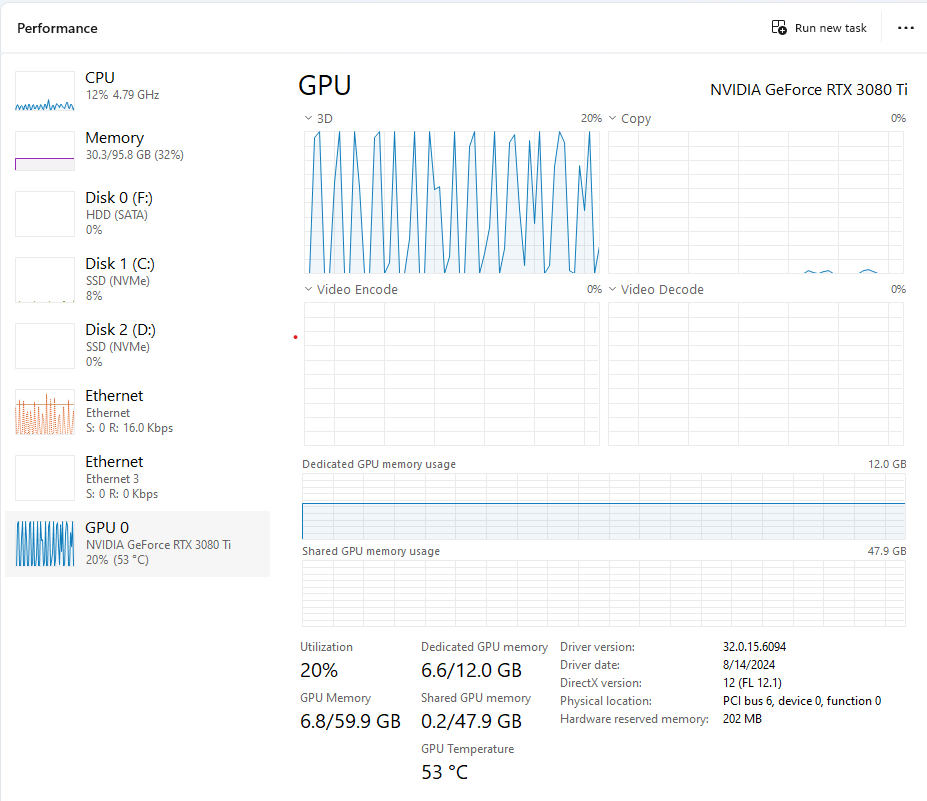 Performance
Run new task
CPU
12% 4.79 GHz
Memory
30.3/95.8 GB (32%)
Disk 0 (F:)
HDD (SATA)
0%
Disk 1 (C:)
SSD (NVMe)
8%
Disk 2 (D:)
SSD (NVMe)
0%
Ethernet
Ethernet
S: 0 R: 16.0 Kbps
Ethernet
Ethernet 3
S: 0 R: 0 Kbps
GPU 0
NVIDIA GeForce RTX 3080 Ti
20% (53 °C)
GPU
NVIDIA GeForce RTX 3080 Ti
3D 20%
Copy 0%
Video Encode 0%
Video Decode 0%
Dedicated GPU memory usage 12.0 GB
Shared GPU memory usage 47.9 GB
Utilization
20%
Dedicated GPU memory
6.6/12.0 GB
GPU Memory
6.8/59.9 GB
Shared GPU memory
0.2/47.9 GB
GPU Temperature
53 °C
Driver version: 32.0.15.6094
Driver date: 8/14/2024
DirectX version: 12 (FL 12.1)
Physical location: PCI bus 6, device 0, function 0
Hardware reserved memory: 202 MB